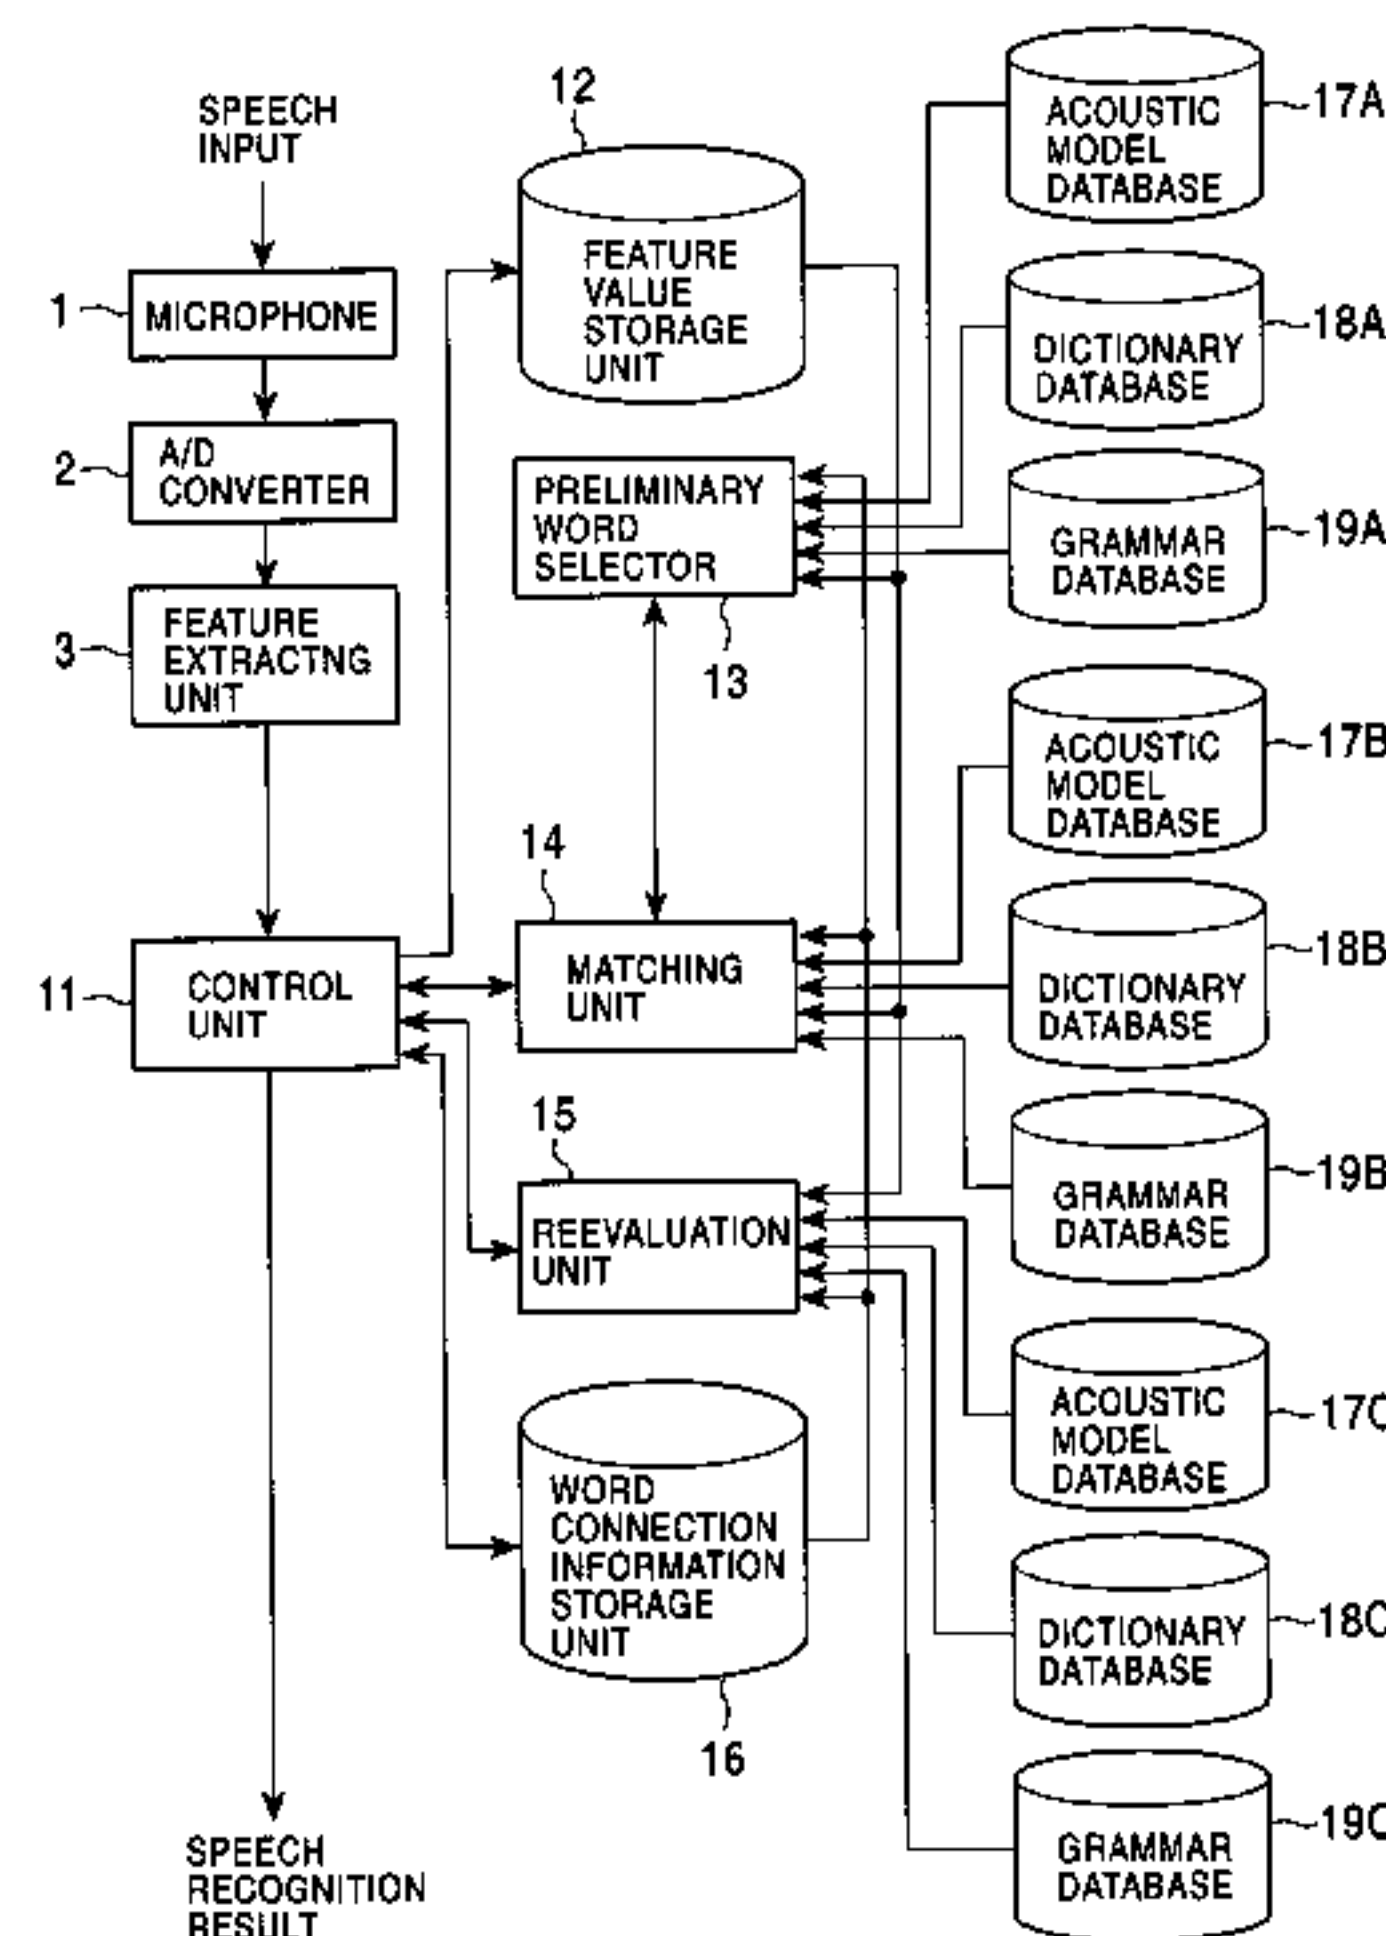 SPEECH
INPUT
1
MICROPHONE
2
A/D
CONVERTER
3
FEATURE
EXTRACTNG
UNIT
11
CONTROL
UNIT
SPEECH
RECOGNITION
RESULT
12
FEATURE
VALUE
STORAGE
UNIT
PRELIMINARY
WORD
SELECTOR
13
14
MATCHING
UNIT
15
REEVALUATION
UNIT
WORD
CONNECTION
INFORMATION
STORAGE
UNIT
16
ACOUSTIC
MODEL
DATABASE
17A
DICTIONARY
DATABASE
18A
GRAMMAR
DATABASE
19A
ACOUSTIC
MODEL
DATABASE
17B
DICTIONARY
DATABASE
18B
GRAMMAR
DATABASE
19B
ACOUSTIC
MODEL
DATABASE
17C
DICTIONARY
DATABASE
18C
GRAMMAR
DATABASE
19C